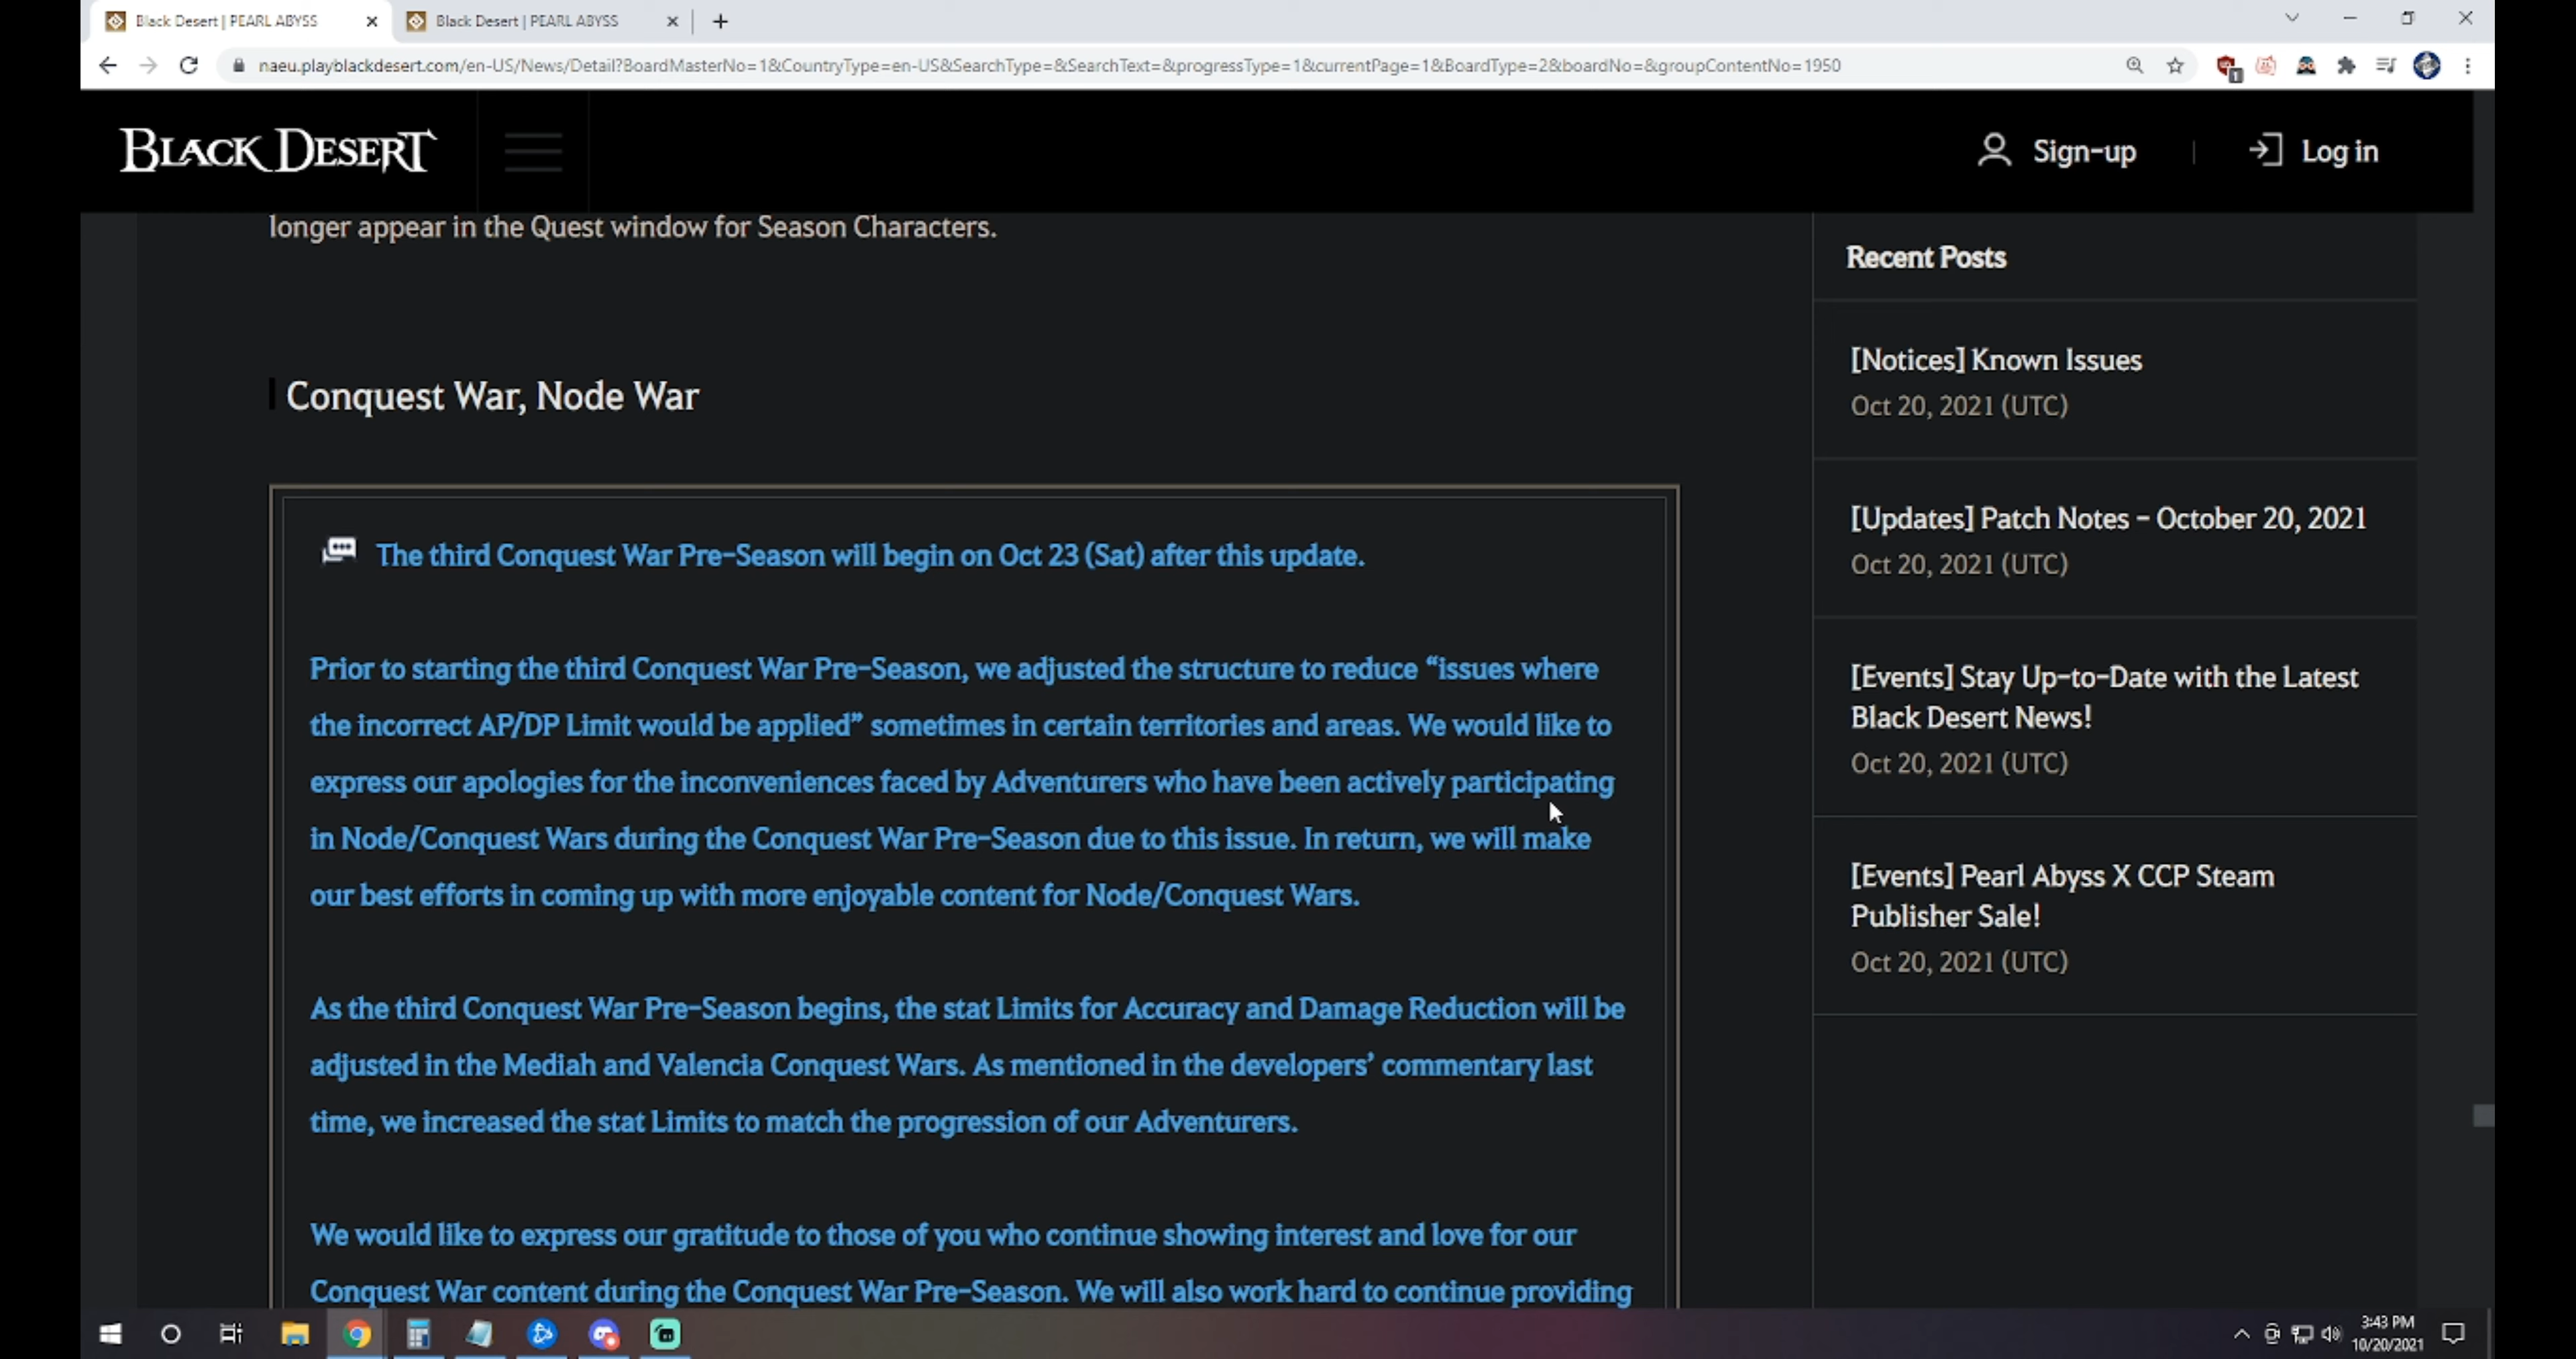 Black Desert | PEARL ABYSS
Black Desert | PEARL ABYSS
naeu.playblackdesert.com/en-US/News/Detail?BoardMasterNo=1&CountryType=en-US&SearchType=&SearchText=&progressType=1&currentPage=1&BoardType=2&boardNo=&groupContentNo=1950
1
BLACK DESERT
Sign-up
Log in
longer appear in the Quest window for Season Characters.
Conquest War, Node War
The third Conquest War Pre-Season will begin on Oct 23 (Sat) after this update.
Prior to starting the third Conquest War Pre-Season, we adjusted the structure to reduce “issues where
the incorrect AP/DP Limit would be applied” sometimes in certain territories and areas. We would like to
express our apologies for the inconveniences faced by Adventurers who have been actively participating
in Node/Conquest Wars during the Conquest War Pre-Season due to this issue. In return, we will make
our best efforts in coming up with more enjoyable content for Node/Conquest Wars.
As the third Conquest War Pre-Season begins, the stat Limits for Accuracy and Damage Reduction will be
adjusted in the Mediah and Valencia Conquest Wars. As mentioned in the developers’ commentary last
time, we increased the stat Limits to match the progression of our Adventurers.
We would like to express our gratitude to those of you who continue showing interest and love for our
Conquest War content during the Conquest War Pre-Season. We will also work hard to continue providing
Recent Posts
[Notices] Known Issues
Oct 20, 2021 (UTC)
[Updates] Patch Notes - October 20, 2021
Oct 20, 2021 (UTC)
[Events] Stay Up-to-Date with the Latest
Black Desert News!
Oct 20, 2021 (UTC)
[Events] Pearl Abyss X CCP Steam
Publisher Sale!
Oct 20, 2021 (UTC)
3:43 PM
10/20/2021